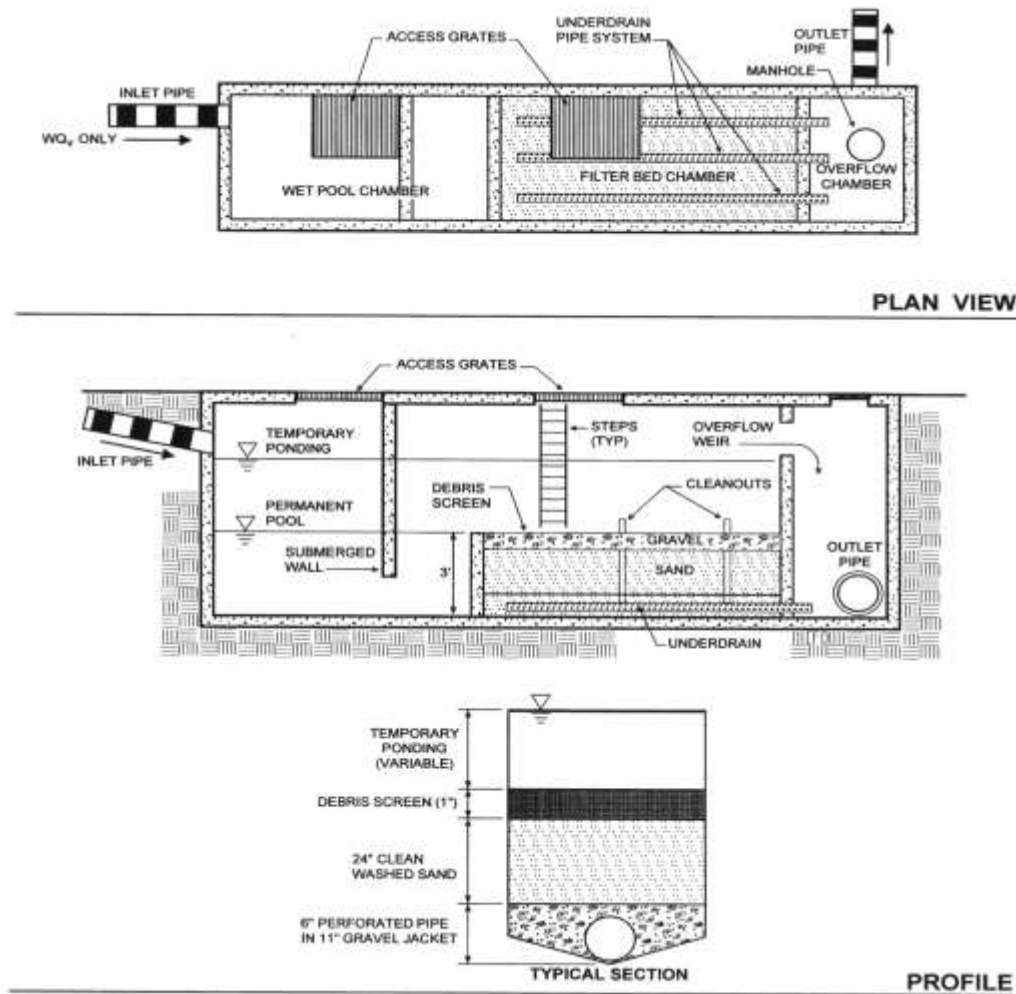 UNDERDRAIN
PIPE SYSTEM
ACCESS GRATES
OUTLET
PIPE
MANHOLE
INLET PIPE
WQv ONLY
WET POOL CHAMBER
FILTER BED CHAMBER
OVERFLOW
CHAMBER
PLAN VIEW
ACCESS GRATES
TEMPORARY
PONDING
STEPS
(TYP)
OVERFLOW
WEIR
INLET PIPE
DEBRIS
SCREEN
CLEANOUTS
PERMANENT
POOL
GRAVEL
SUBMERGED
WALL
3'
SAND
OUTLET
PIPE
UNDERDRAIN
TEMPORARY
PONDING
(VARIABLE)
DEBRIS SCREEN (1")
24" CLEAN
WASHED SAND
6" PERFORATED PIPE
IN 11" GRAVEL JACKET
TYPICAL SECTION
PROFILE